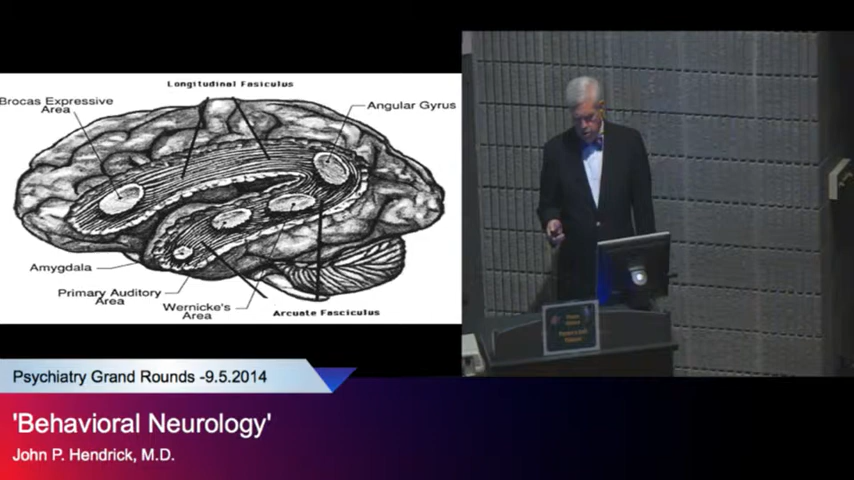 Longitudinal Fasiculus
Brocas Expressive
Area
Angular Gyrus
Amygdala
Primary Auditory
Area
Wernicke's
Area
Arcuate Fasciculus
Psychiatry Grand Rounds -9.5.2014
'Behavioral Neurology'
John P. Hendrick, M.D.